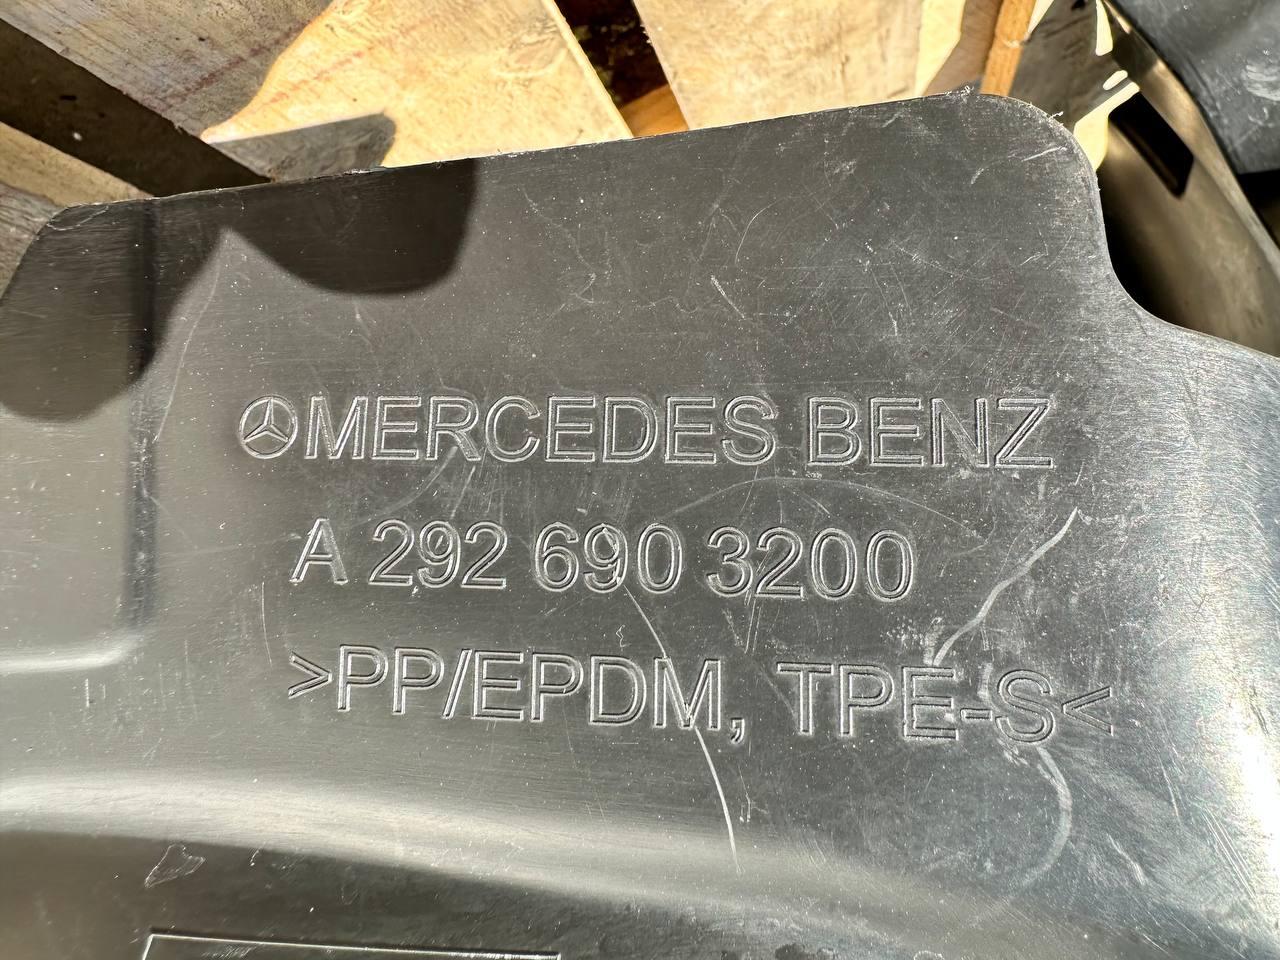 MERCEDES BENZ
A 292 690 3200
>PP/EPDM, TPE-S<